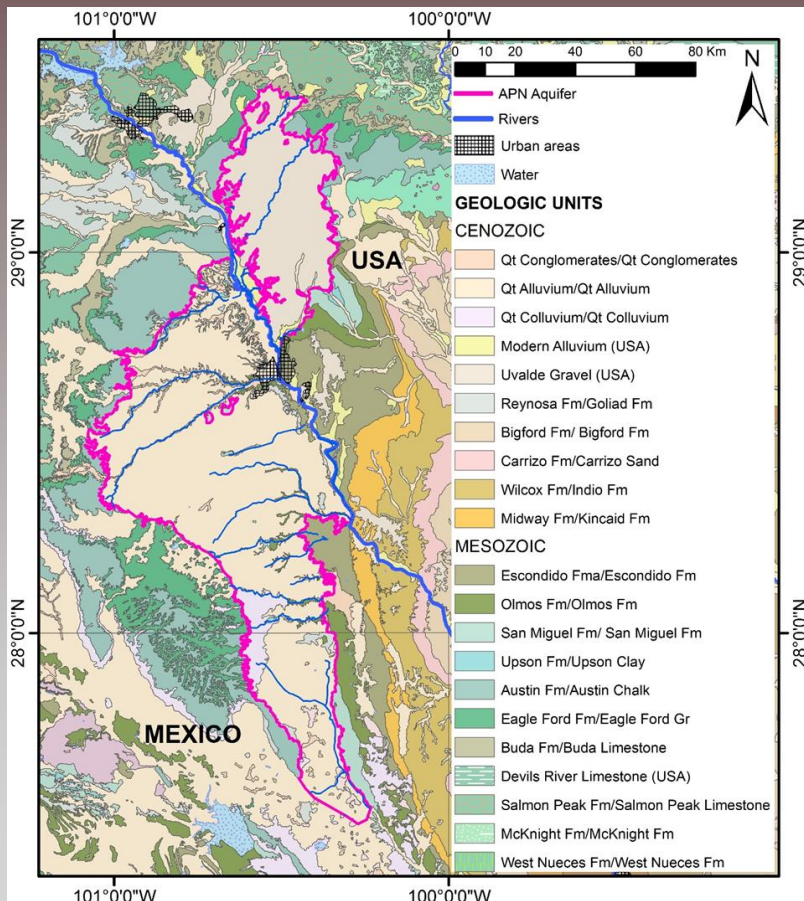 101°0'0"W
100°0'0"W
0 10 20 40 60 80 Km
N
APN Aquifer
Rivers
Urban areas
Water
GEOLOGIC UNITS
CENOZOIC
29°0'0"N
USA
29°0'0"N
Qt Conglomerates/Qt Conglomerates
Qt Alluvium/Qt Alluvium
Qt Colluvium/Qt Colluvium
Modern Alluvium (USA)
Uvalde Gravel (USA)
Reynosa Fm/Goliad Fm
Bigford Fm/ Bigford Fm
Carrizo Fm/Carrizo Sand
Wilcox Fm/Indio Fm
Midway Fm/Kincaid Fm
MESOZOIC
Escondido Fma/Escondido Fm
Olmos Fm/Olmos Fm
28°0'0"N
28°0'0"N
San Miguel Fm/ San Miguel Fm
Upson Fm/Upson Clay
Austin Fm/Austin Chalk
Eagle Ford Fm/Eagle Ford Gr
MEXICO
Buda Fm/Buda Limestone
Devils River Limestone (USA)
Salmon Peak Fm/Salmon Peak Limestone
McKnight Fm/McKnight Fm
West Nueces Fm/West Nueces Fm
101°0'0"W
100°0'0"W